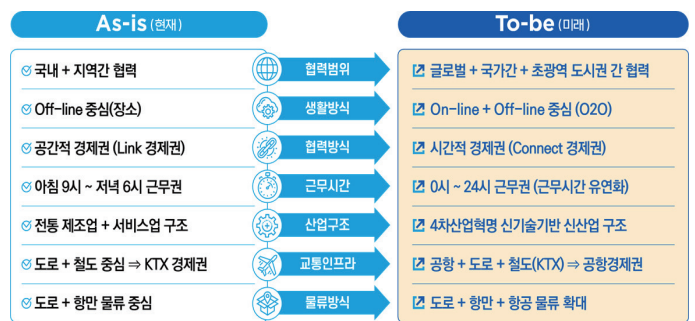 As-is (현재)
To-be (미래)
국내 + 지역간 협력
협력범위
글로벌 + 국가간 + 초광역 도시권 간 협력
Off-line 중심(장소)
생활방식
On-line + Off-line 중심 (O2O)
공간적 경제권 (Link 경제권)
협력방식
시간적 경제권 (Connect 경제권)
아침 9시 ~ 저녁 6시 근무권
근무시간
0시 ~ 24시 근무권 (근무시간 유연화)
전통 제조업 + 서비스업 구조
산업구조
4차산업혁명 신기술기반 신산업 구조
도로 + 철도 중심 ⇒ KTX 경제권
교통인프라
공항 + 도로 + 철도(KTX) ⇒ 공항경제권
도로 + 항만 물류 중심
물류방식
도로 + 항만 + 항공 물류 확대